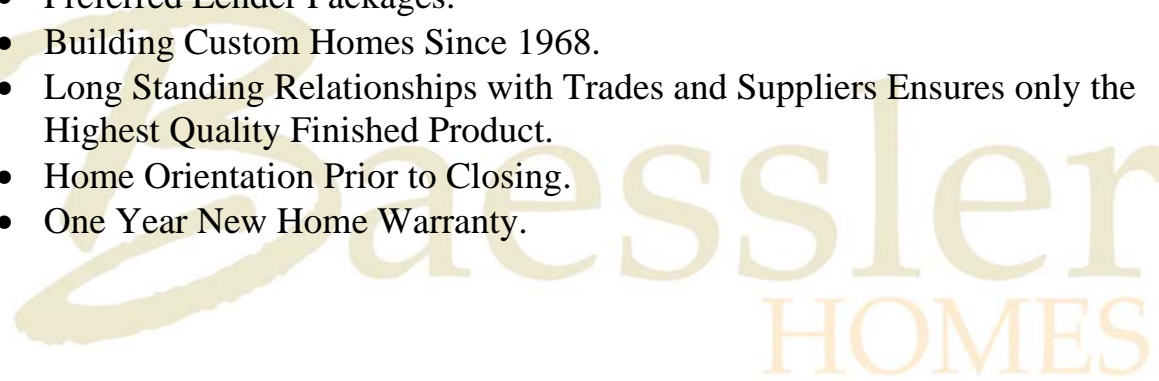 • Preferred Lender Packages.
• Building Custom Homes Since 1968.
• Long Standing Relationships with Trades and Suppliers Ensures only the
Highest Quality Finished Product.
• Home Orientation Prior to Closing.
• One Year New Home Warranty.
Baessler
HOMES